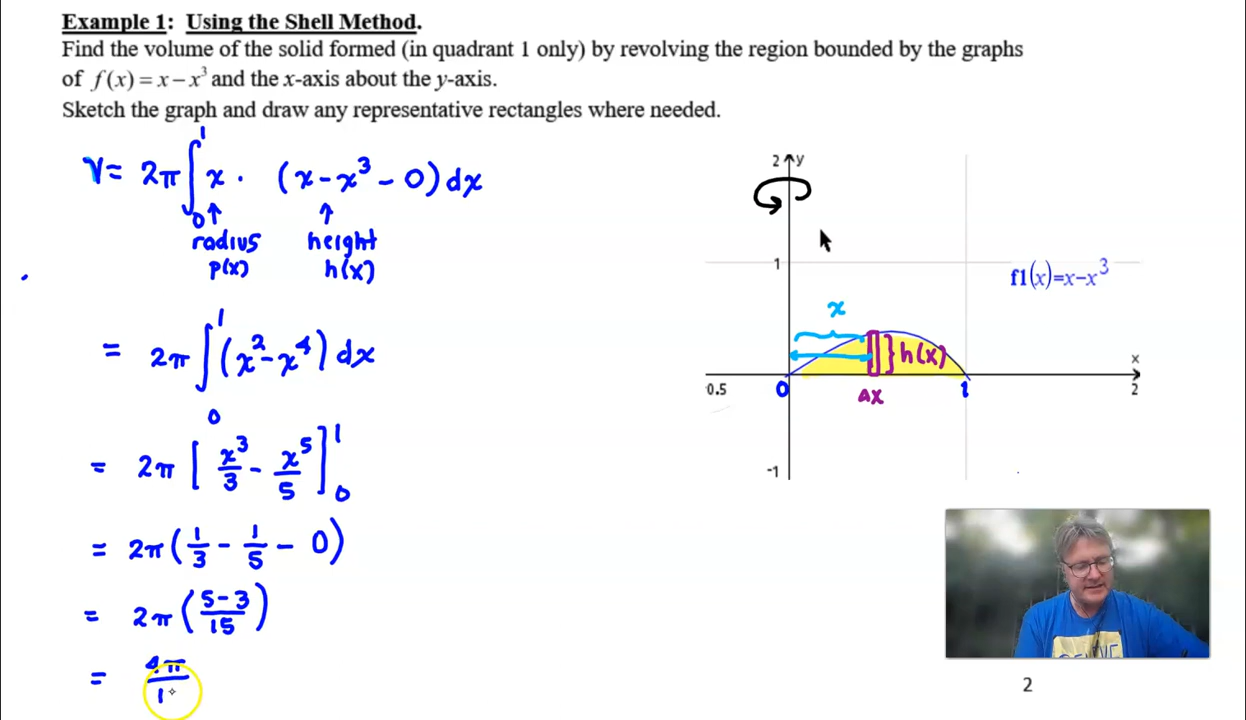 Example 1: Using the Shell Method.
Find the volume of the solid formed (in quadrant 1 only) by revolving the region bounded by the graphs
of f(x) = x − x³ and the x-axis about the y-axis.
Sketch the graph and draw any representative rectangles where needed.
V = 2π ∫₀¹ x · (x − x³ − 0) dx
↑ ↑
radius height
p(x) h(x)
= 2π ∫₀¹ (x² − x⁴) dx
= 2π [ x³/3 − x⁵/5 ]₀¹
= 2π ( 1/3 − 1/5 − 0 )
= 2π ( (5−3)/15 )
= 4π/1
2 y
1
f1(x)=x−x³
x
h(x)
x
0.5 0 Δx 1 2
-1
2